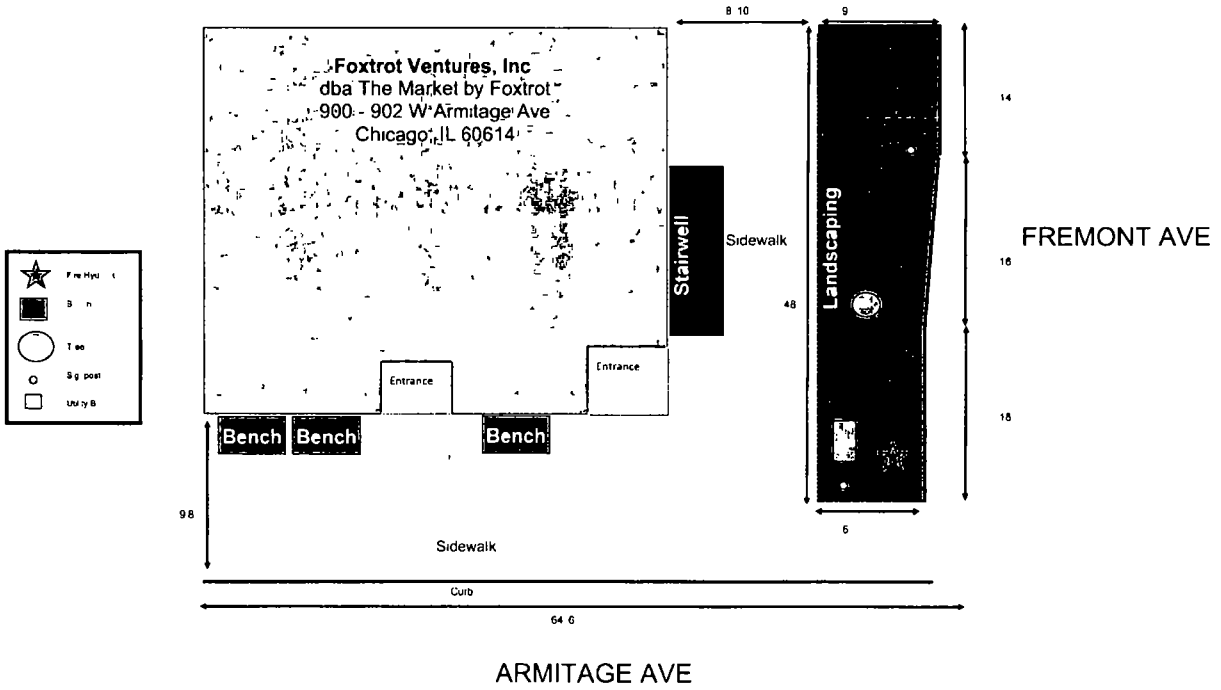 8 10
9
Foxtrot Ventures, Inc
dba The Market by Foxtrot
900 - 902 W Armitage Ave
Chicago, IL 60614
14
Stairwell
Sidewalk
Landscaping
FREMONT AVE
16
48
Entrance
Entrance
18
Bench
Bench
Bench
98
6
Sidewalk
Curb
64 6
ARMITAGE AVE